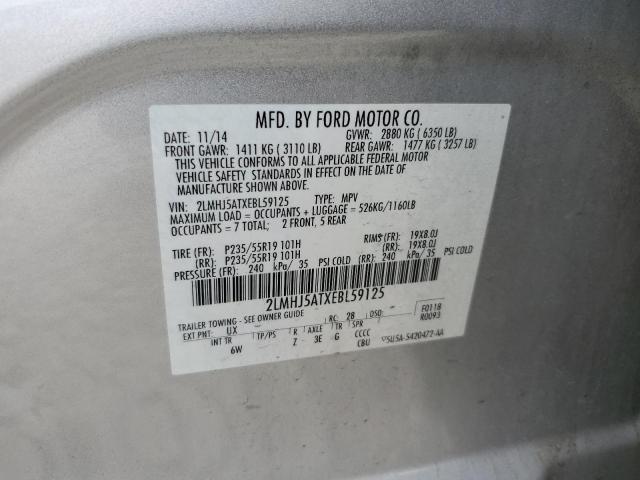 MFD. BY FORD MOTOR CO.
DATE: 11/14 GVWR: 2880 KG ( 6350 LB)
FRONT GAWR: 1411 KG ( 3110 LB) REAR GAWR: 1477 KG ( 3257 LB)
THIS VEHICLE CONFORMS TO ALL APPLICABLE FEDERAL MOTOR
VEHICLE SAFETY STANDARDS IN EFFECT ON THE DATE OF
MANUFACTURE SHOWN ABOVE.
VIN: 2LMHJ5ATXEBL59125 TYPE: MPV
MAXIMUM LOAD = OCCUPANTS + LUGGAGE = 526KG/1160LB
OCCUPANTS = 7 TOTAL; 2 FRONT, 5 REAR
TIRE (FR): P235/55R19 101H RIMS (FR): 19X8.0J
(RR): P235/55R19 101H (RR): 19X8.0J
PRESSURE (FR): 240 kPa/ 35 PSI COLD (RR): 240 kPa/ 35 PSI COLD
2LMHJ5ATXEBL59125
TRAILER TOWING - SEE OWNER GUIDE
EXT PNT: UX RC: 28 DSO: F0118
R0093
INT TR TP/PS R AXLE TR SPR
6W Z 3E G CCCC
CBU